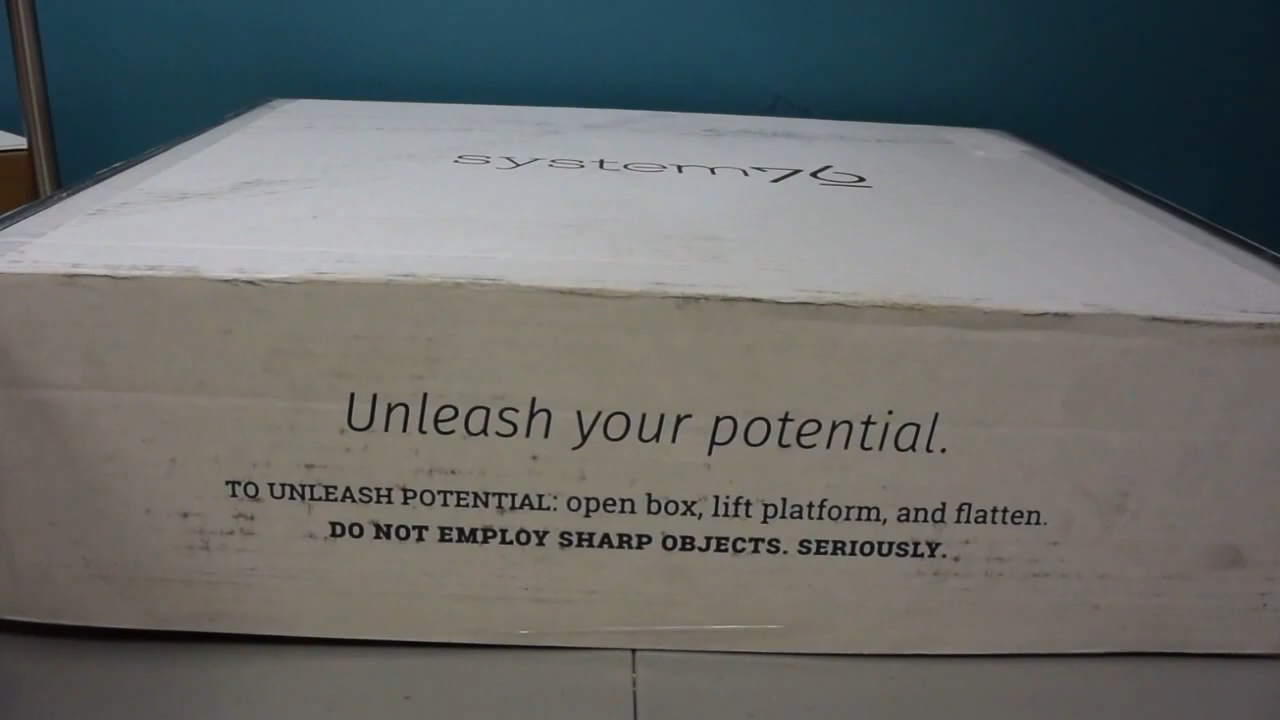 system76
Unleash your potential.
TO UNLEASH POTENTIAL: open box, lift platform, and flatten.
DO NOT EMPLOY SHARP OBJECTS. SERIOUSLY.